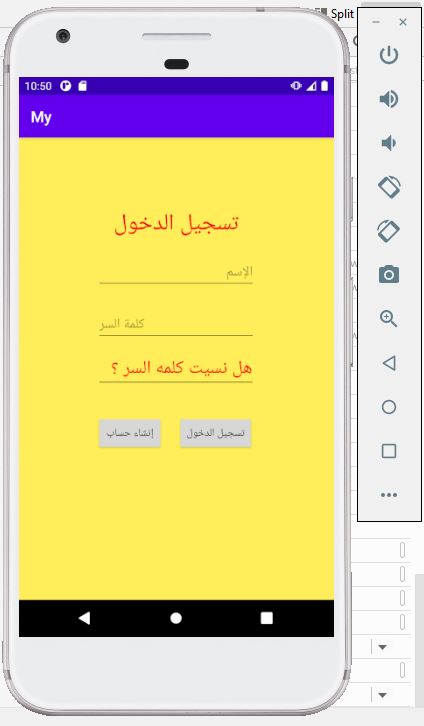 Split
10:50
My
تسجيل الدخول
الإسم
كلمة السر
هل نسيت كلمه السر ؟
إنشاء حساب
تسجيل الدخول